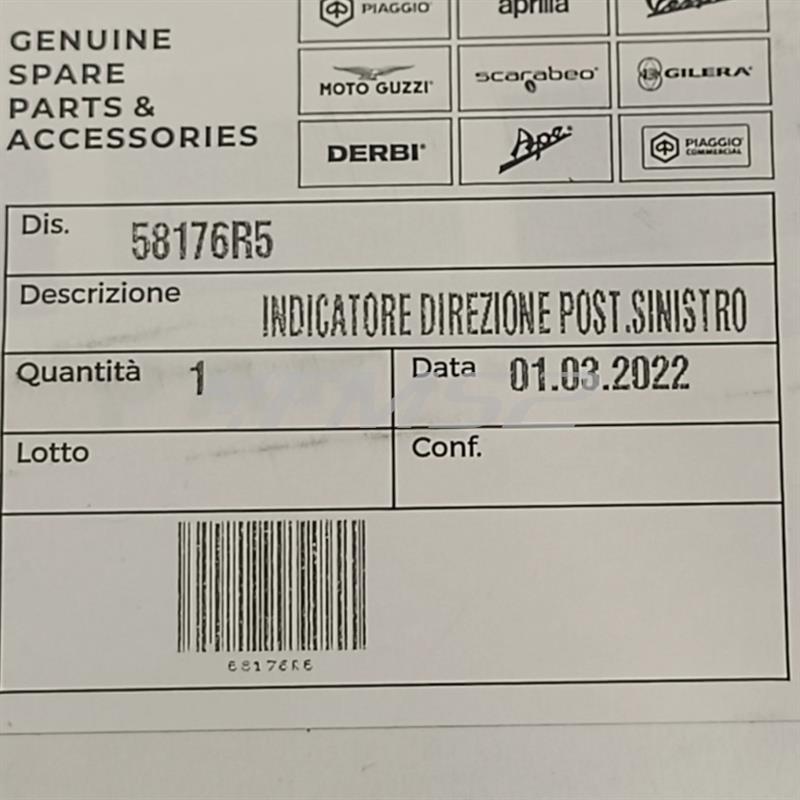 PIAGGIO
aprilia
Vespa
GENUINE
SPARE
PARTS &
ACCESSORIES
MOTO GUZZI
scarabeo
GILERA
DERBI
Ape
PIAGGIO
COMMERCIAL
Dis. 58176R5
Descrizione INDICATORE DIREZIONE POST.SINISTRO
Quantità 1
Data 01.03.2022
Lotto
Conf.
58176R5